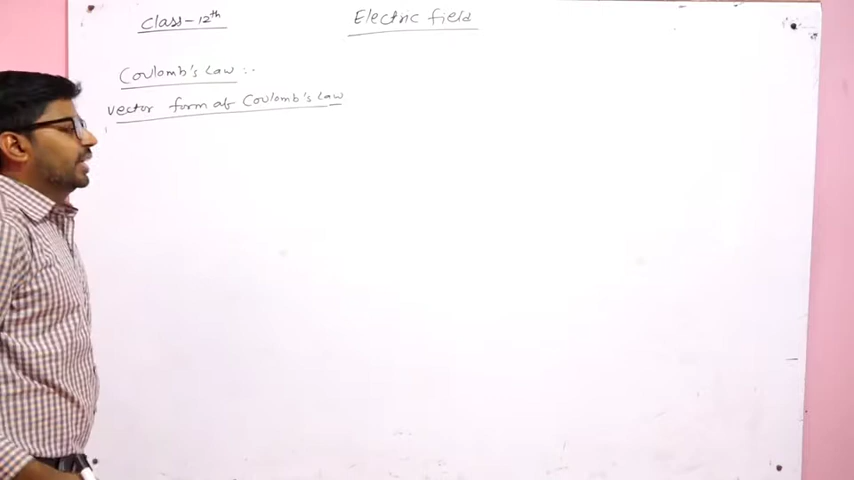 Class-12th
Electric field
Coulomb's Law :-
vector form of Coulomb's Law